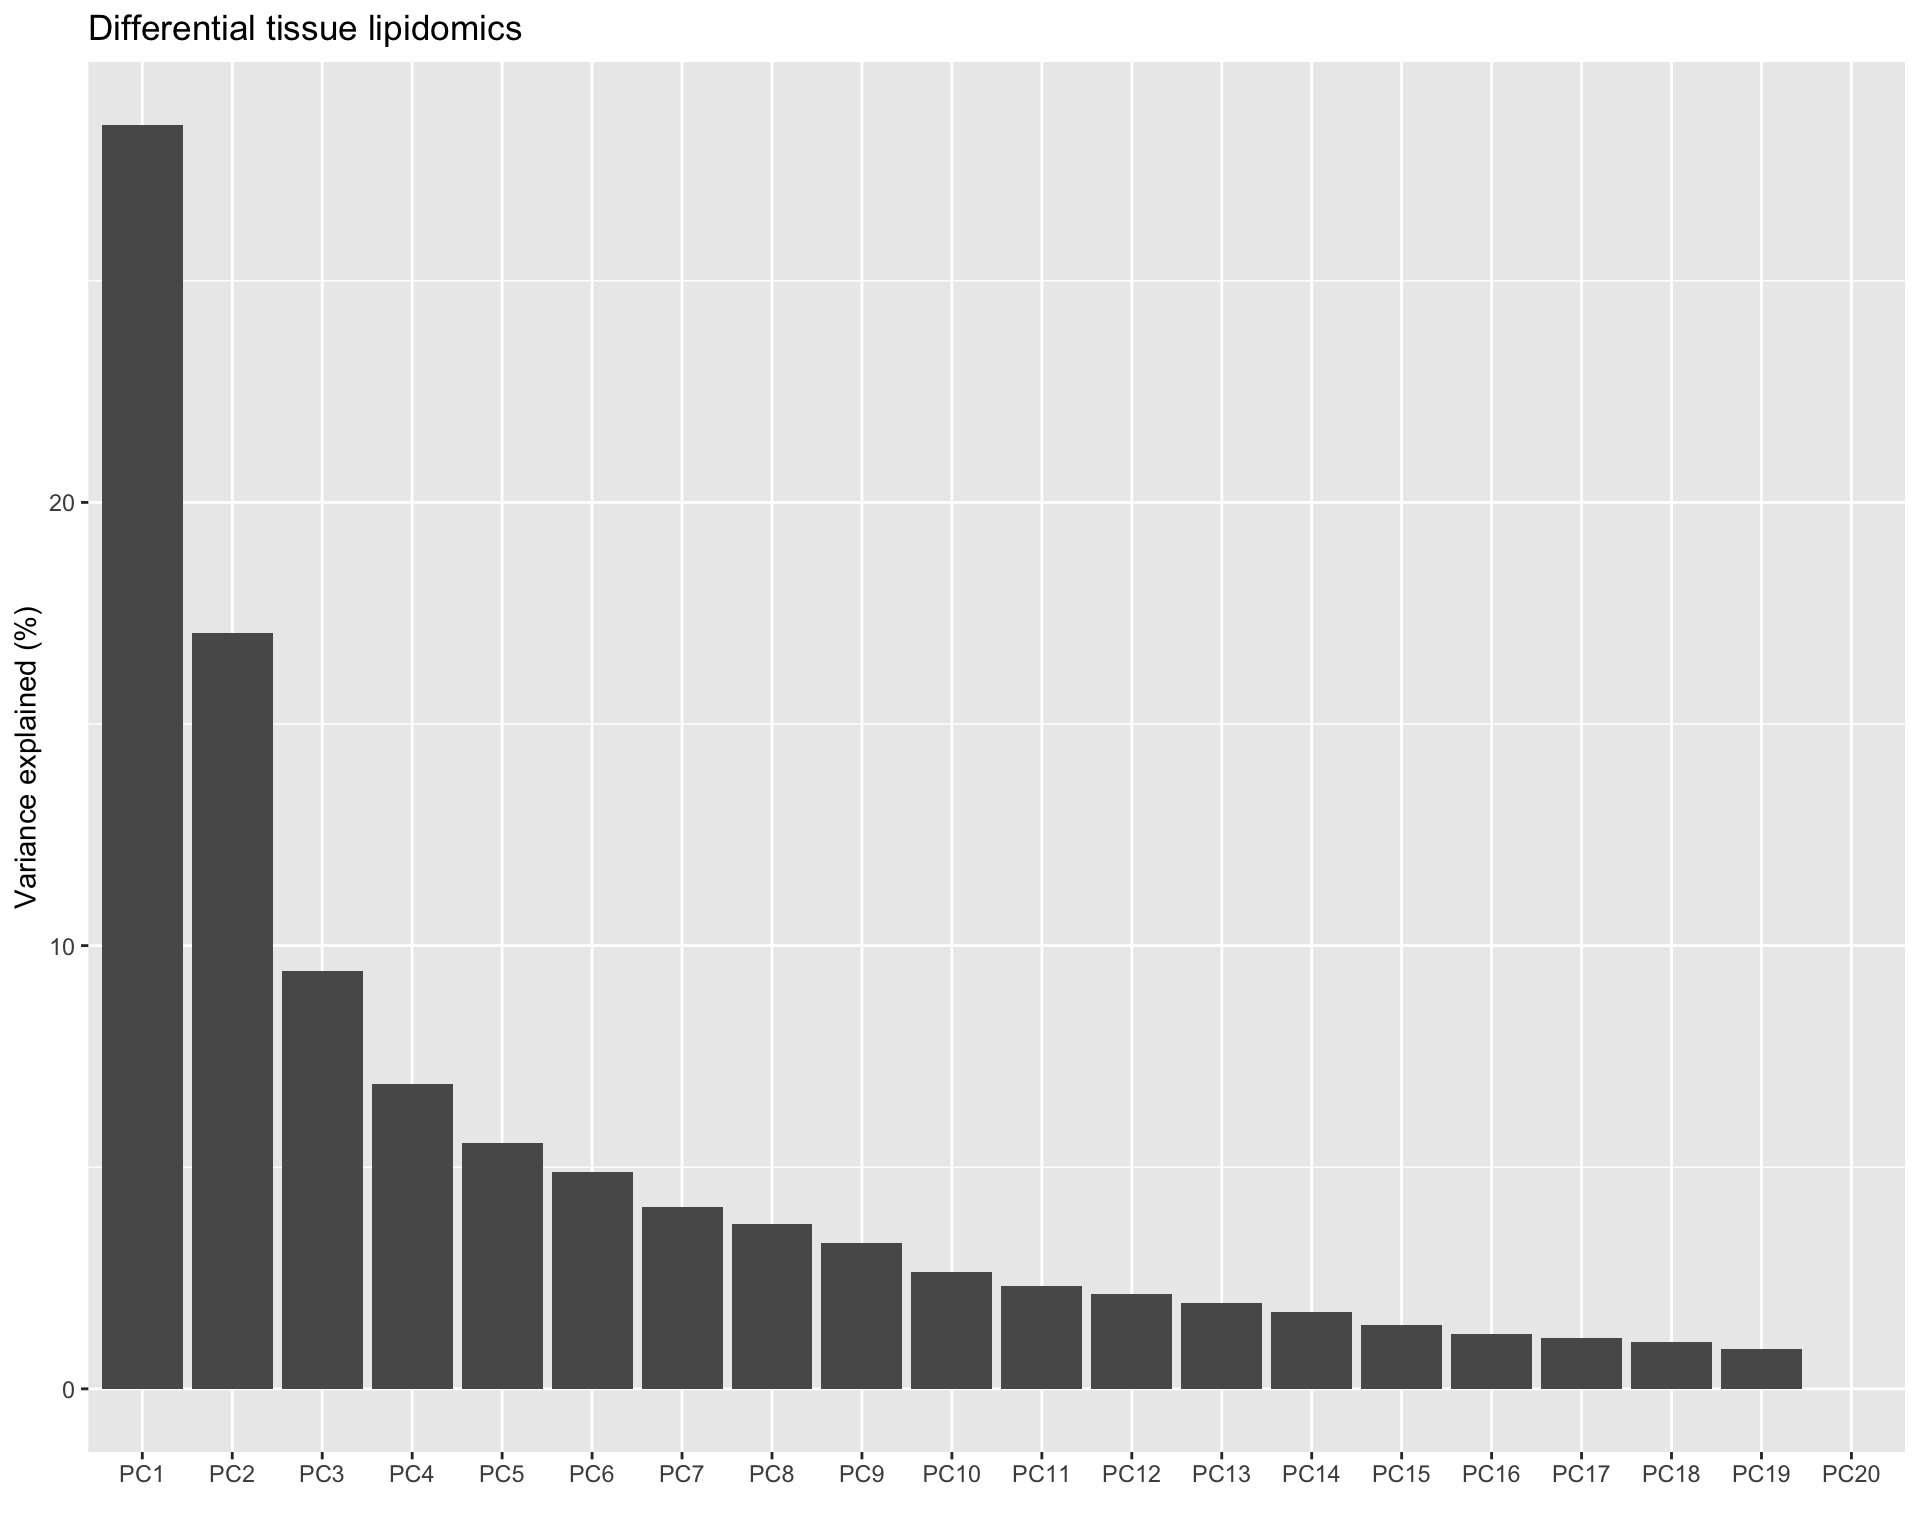 Differential tissue lipidomics
Variance explained (%)
20
10
0
PC1 PC2 PC3 PC4 PC5 PC6 PC7 PC8 PC9 PC10 PC11 PC12 PC13 PC14 PC15 PC16 PC17 PC18 PC19 PC20